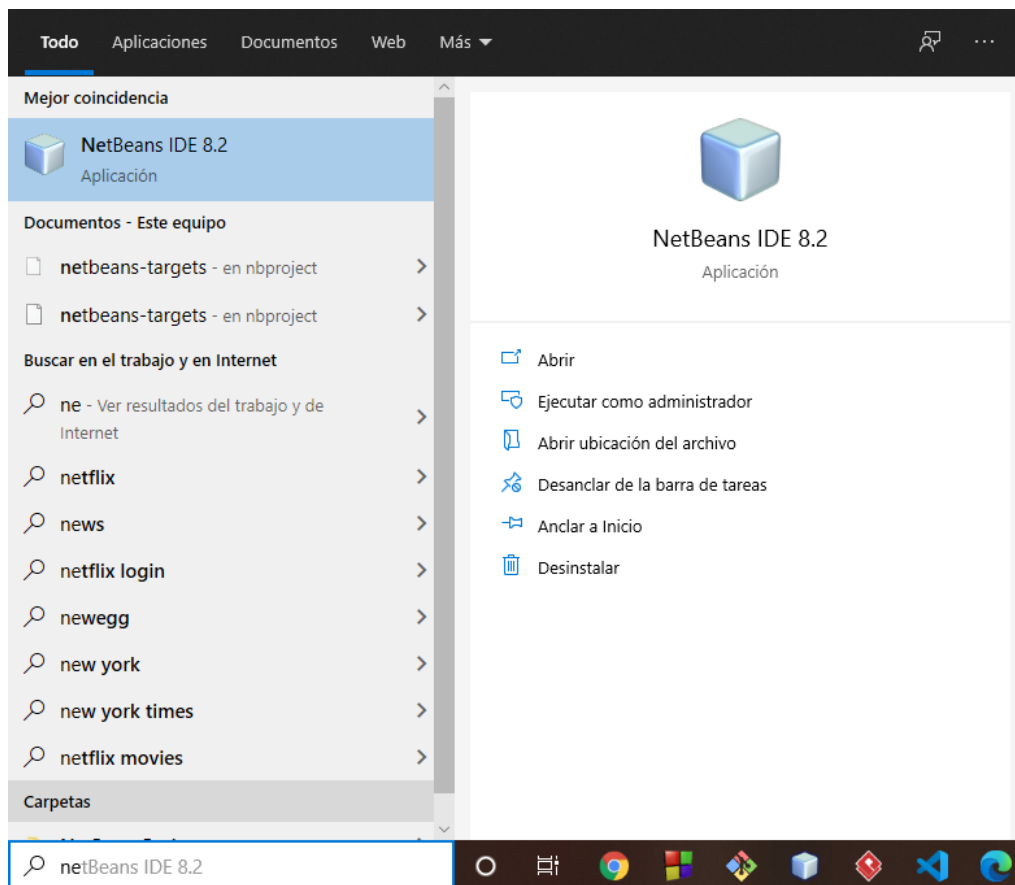 Todo Aplicaciones Documentos Web Más
Mejor coincidencia
NetBeans IDE 8.2
Aplicación
Documentos - Este equipo
netbeans-targets - en nbproject
netbeans-targets - en nbproject
Buscar en el trabajo y en Internet
ne - Ver resultados del trabajo y de
Internet
netflix
news
netflix login
newegg
new york
new york times
netflix movies
Carpetas
netBeans IDE 8.2
NetBeans IDE 8.2
Aplicación
Abrir
Ejecutar como administrador
Abrir ubicación del archivo
Desanclar de la barra de tareas
Anclar a Inicio
Desinstalar